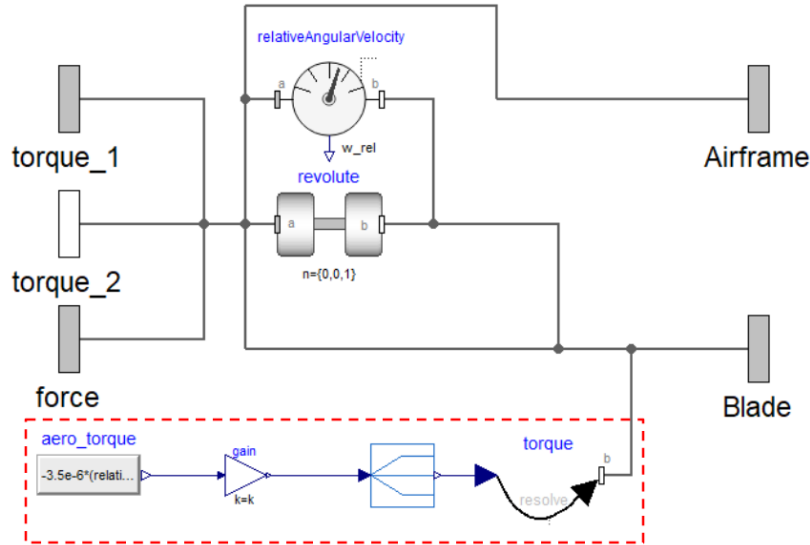 relativeAngularVelocity
a
b
w_rel
torque_1
Airframe
revolute
a
b
n={0,0,1}
torque_2
force
Blade
aero_torque
gain
torque
b
-3.5e-6*(relati...
k=k
resolve